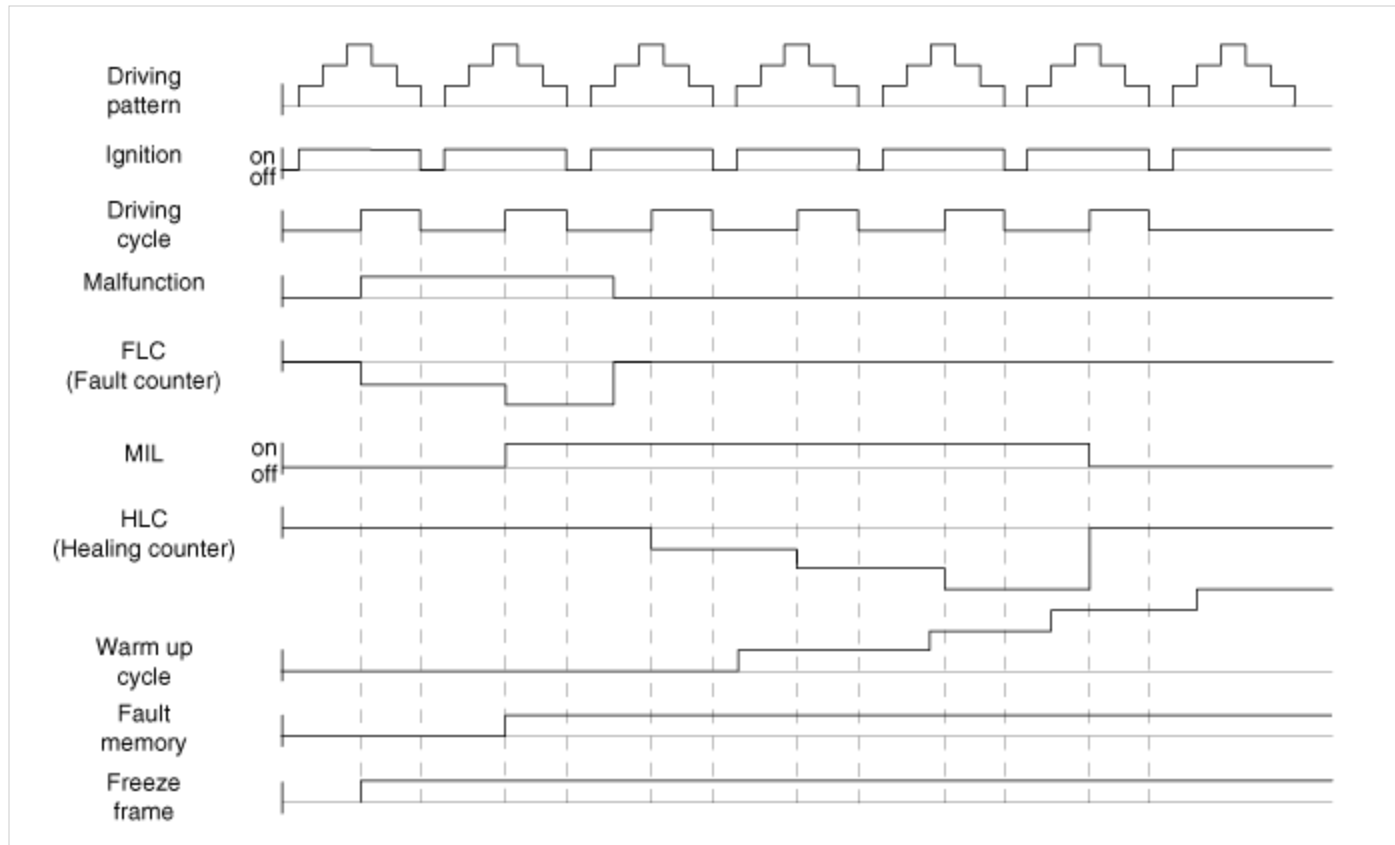 Driving
pattern
Ignition
on
off
Driving
cycle
Malfunction
FLC
(Fault counter)
MIL
on
off
HLC
(Healing counter)
Warm up
cycle
Fault
memory
Freeze
frame